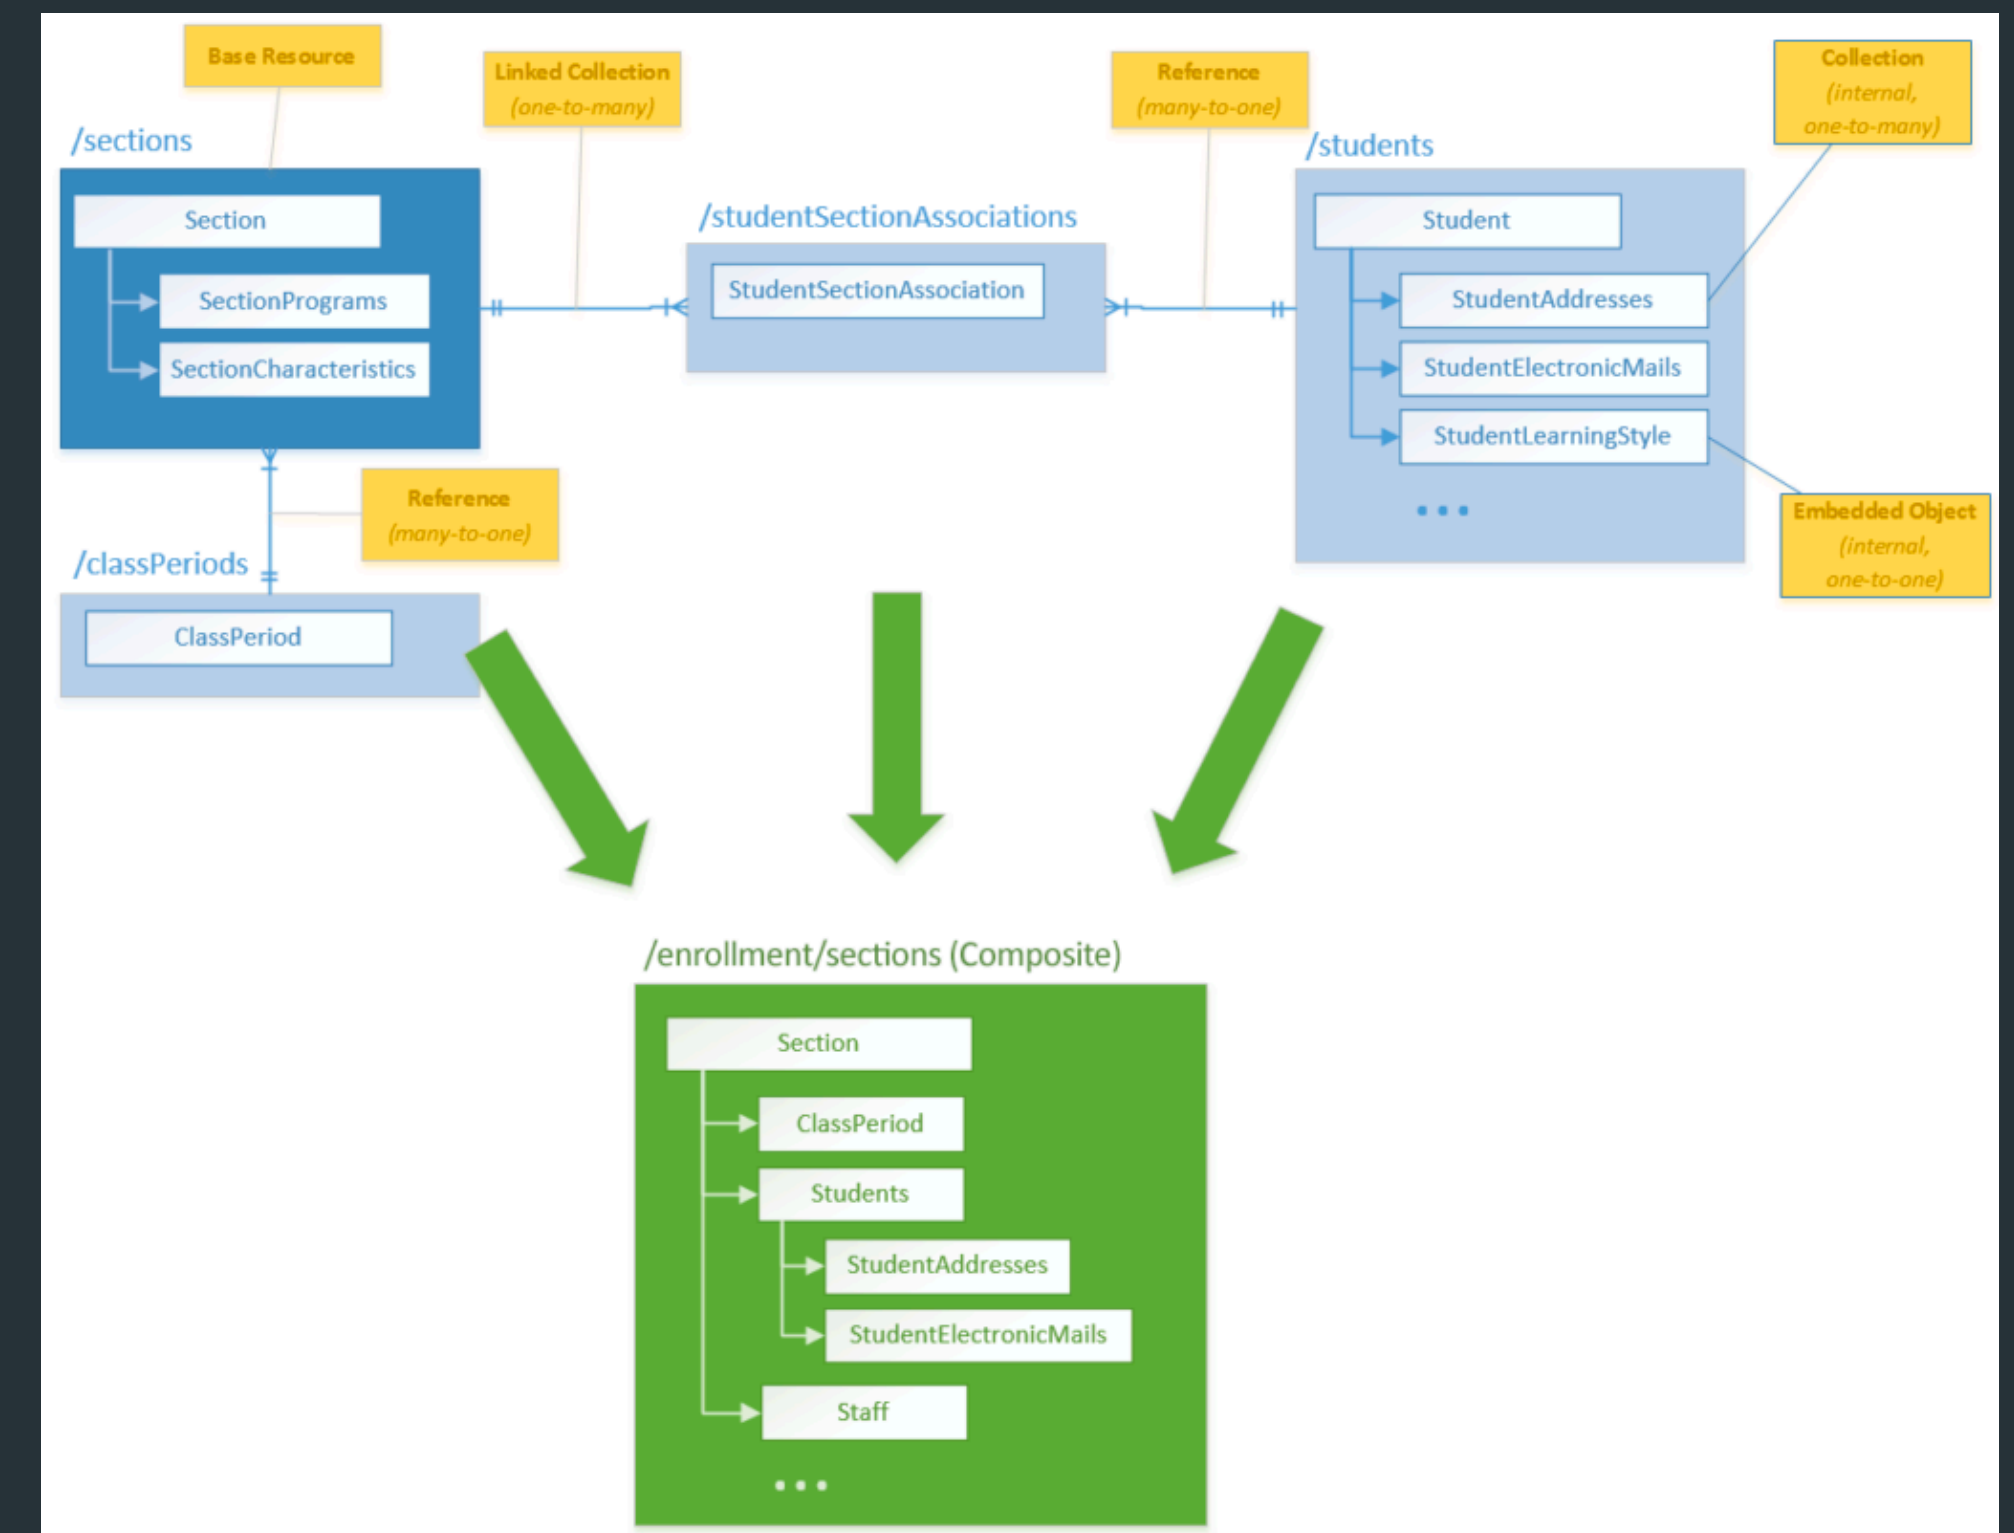 Base Resource
Linked Collection
(one-to-many)
Reference
(many-to-one)
Collection
(internal,
one-to-many)
/sections
Section
SectionPrograms
SectionCharacteristics
/studentSectionAssociations
StudentSectionAssociation
/students
Student
StudentAddresses
StudentElectronicMails
StudentLearningStyle
...
Embedded Object
(internal,
one-to-one)
Reference
(many-to-one)
/classPeriods
ClassPeriod
/enrollment/sections (Composite)
Section
ClassPeriod
Students
StudentAddresses
StudentElectronicMails
Staff
...